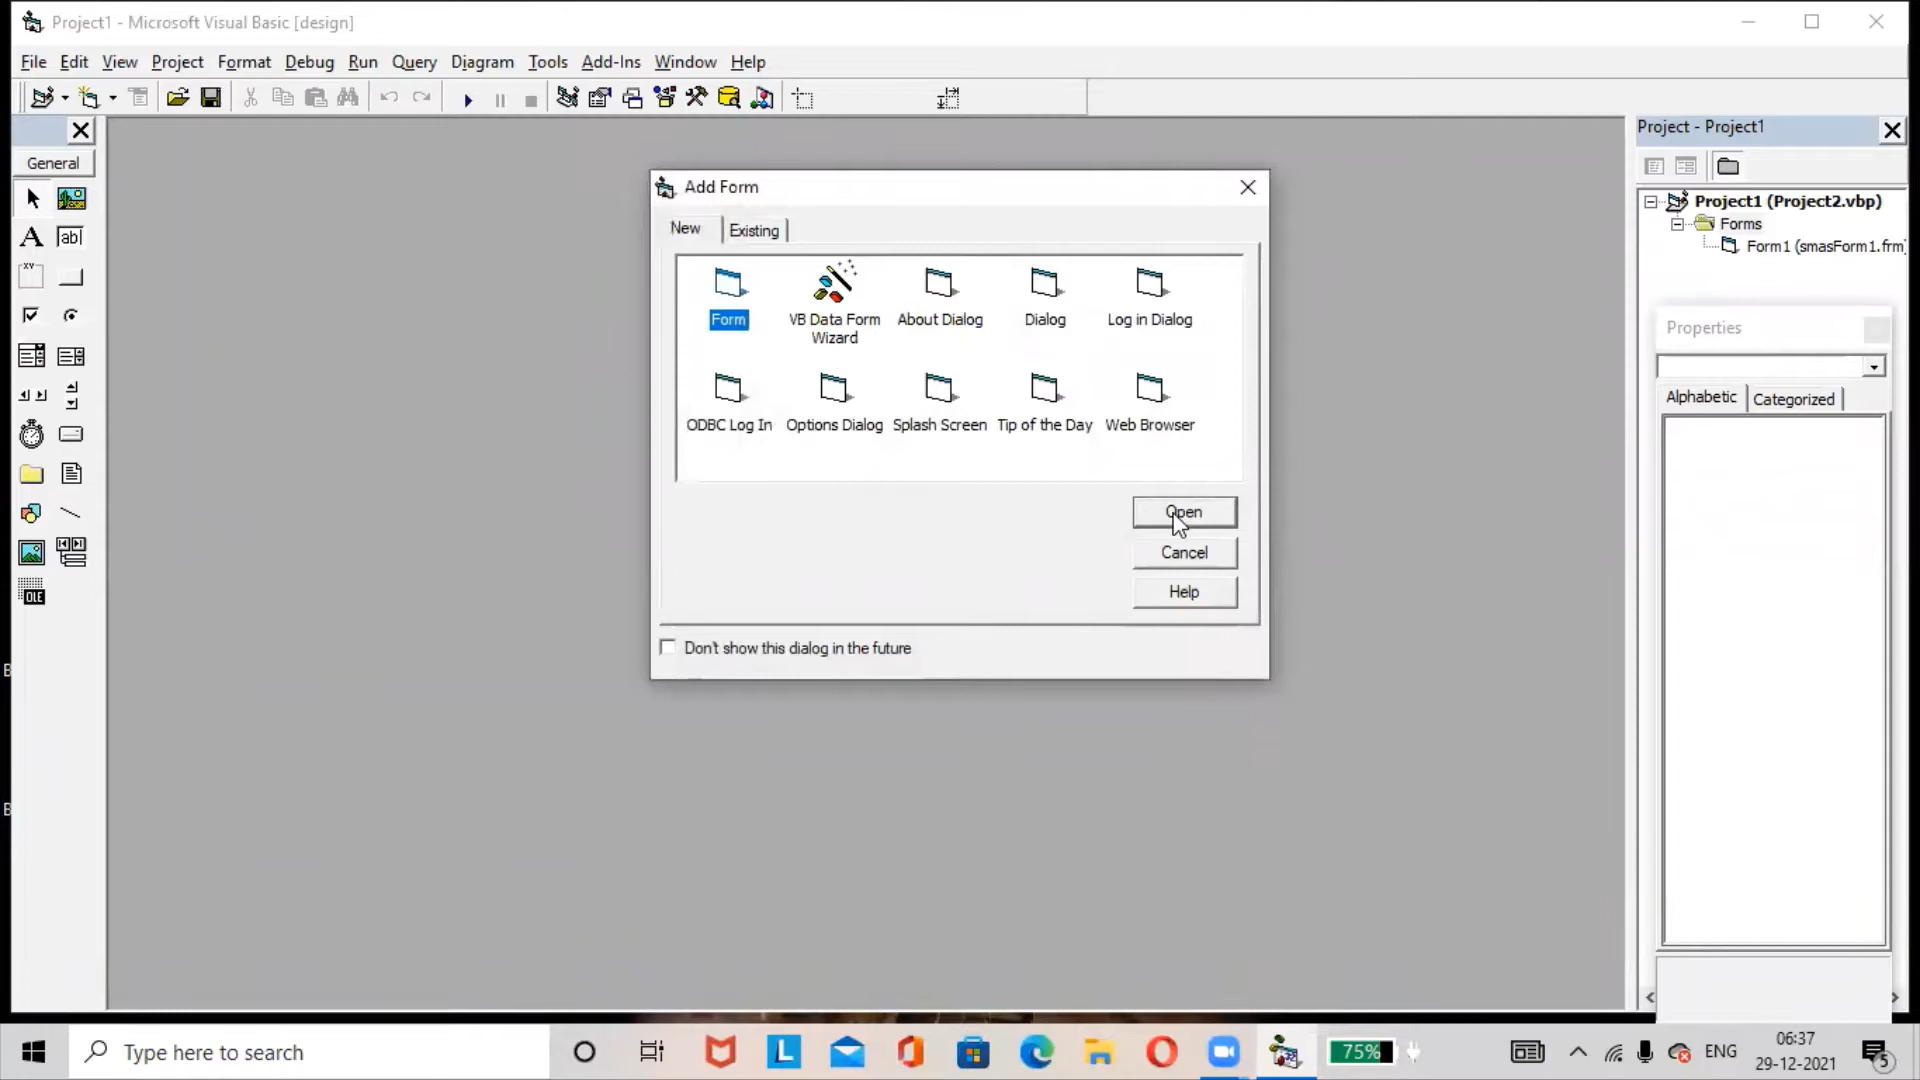 Project1 - Microsoft Visual Basic [design]
File Edit View Project Format Debug Run Query Diagram Tools Add-Ins Window Help
General
A ab|
XY
OLE
Add Form
New Existing
Form VB Data Form Wizard About Dialog Dialog Log in Dialog
ODBC Log In Options Dialog Splash Screen Tip of the Day Web Browser
Open
Cancel
Help
Don't show this dialog in the future
Project - Project1
Project1 (Project2.vbp)
Forms
Form1 (smasForm1.frm)
Properties
Alphabetic Categorized
Type here to search
L
75%
ENG
06:37
29-12-2021
5